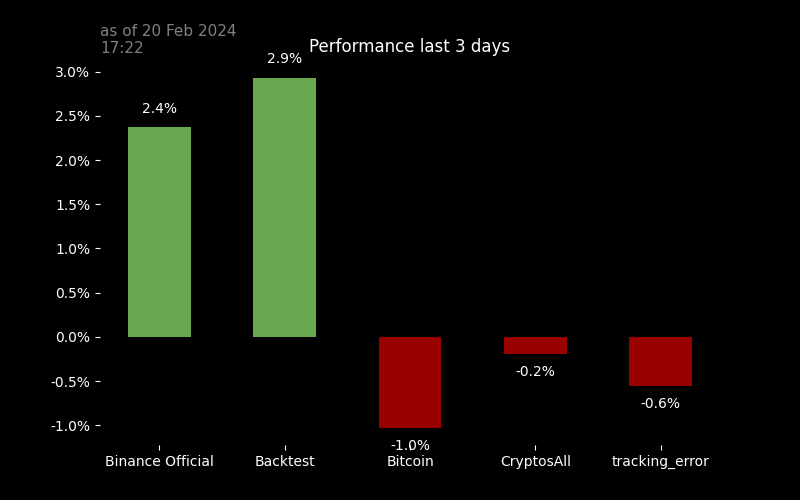 as of 20 Feb 2024
17:22
Performance last 3 days
3.0%
2.5%
2.0%
1.5%
1.0%
0.5%
0.0%
-0.5%
-1.0%
2.4%
2.9%
-1.0%
-0.2%
-0.6%
Binance Official
Backtest
Bitcoin
CryptosAll
tracking_error